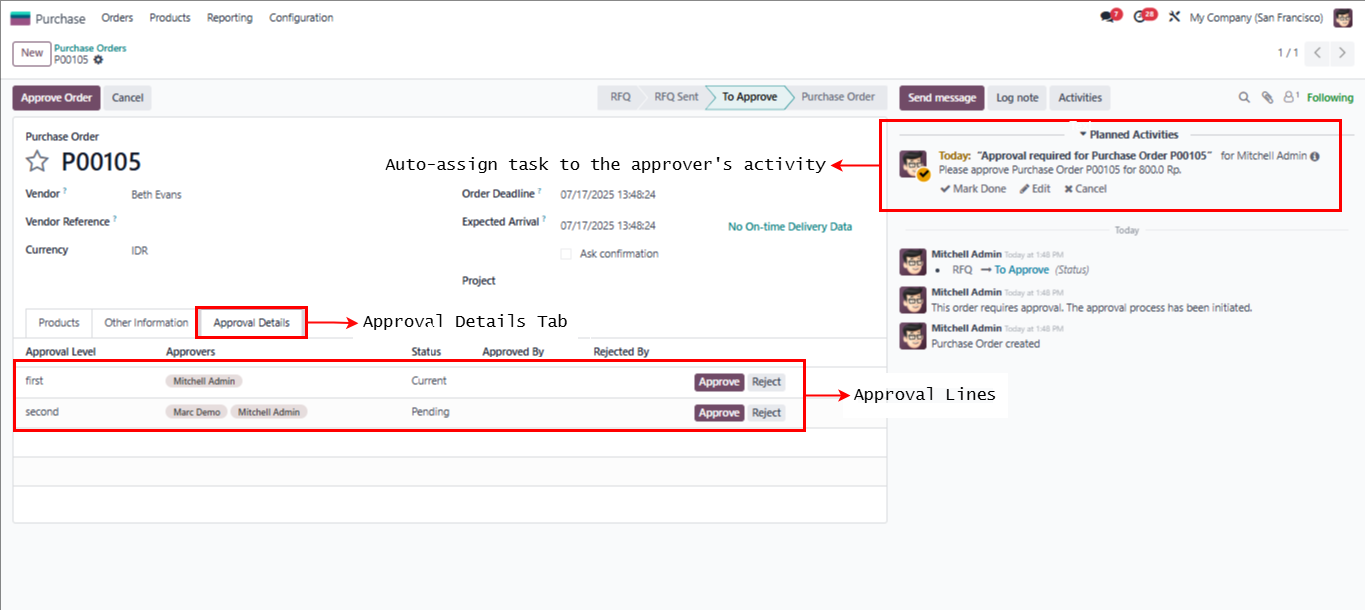 Purchase Orders Products Reporting Configuration 7 28 My Company (San Francisco)
New Purchase Orders
P00105 1 / 1
Approve Order Cancel RFQ RFQ Sent To Approve Purchase Order Send message Log note Activities 1 Following
Purchase Order
P00105
Vendor ? Beth Evans
Vendor Reference ?
Currency IDR
Order Deadline ? 07/17/2025 13:48:24
Expected Arrival ? 07/17/2025 13:48:24 No On-time Delivery Data
Ask confirmation
Project
Auto-assign task to the approver's activity
Planned Activities
Today: "Approval required for Purchase Order P00105" for Mitchell Admin
Please approve Purchase Order P00105 for 800.0 Rp.
Mark Done Edit Cancel
Today
Mitchell Admin Today at 1:48 PM
• RFQ → To Approve (Status)
Mitchell Admin Today at 1:48 PM
This order requires approval. The approval process has been initiated.
Mitchell Admin Today at 1:48 PM
Purchase Order created
Products Other Information Approval Details
Approval Details Tab
Approval Level Approvers Status Approved By Rejected By
first Mitchell Admin Current Approve Reject
second Marc Demo Mitchell Admin Pending Approve Reject
Approval Lines